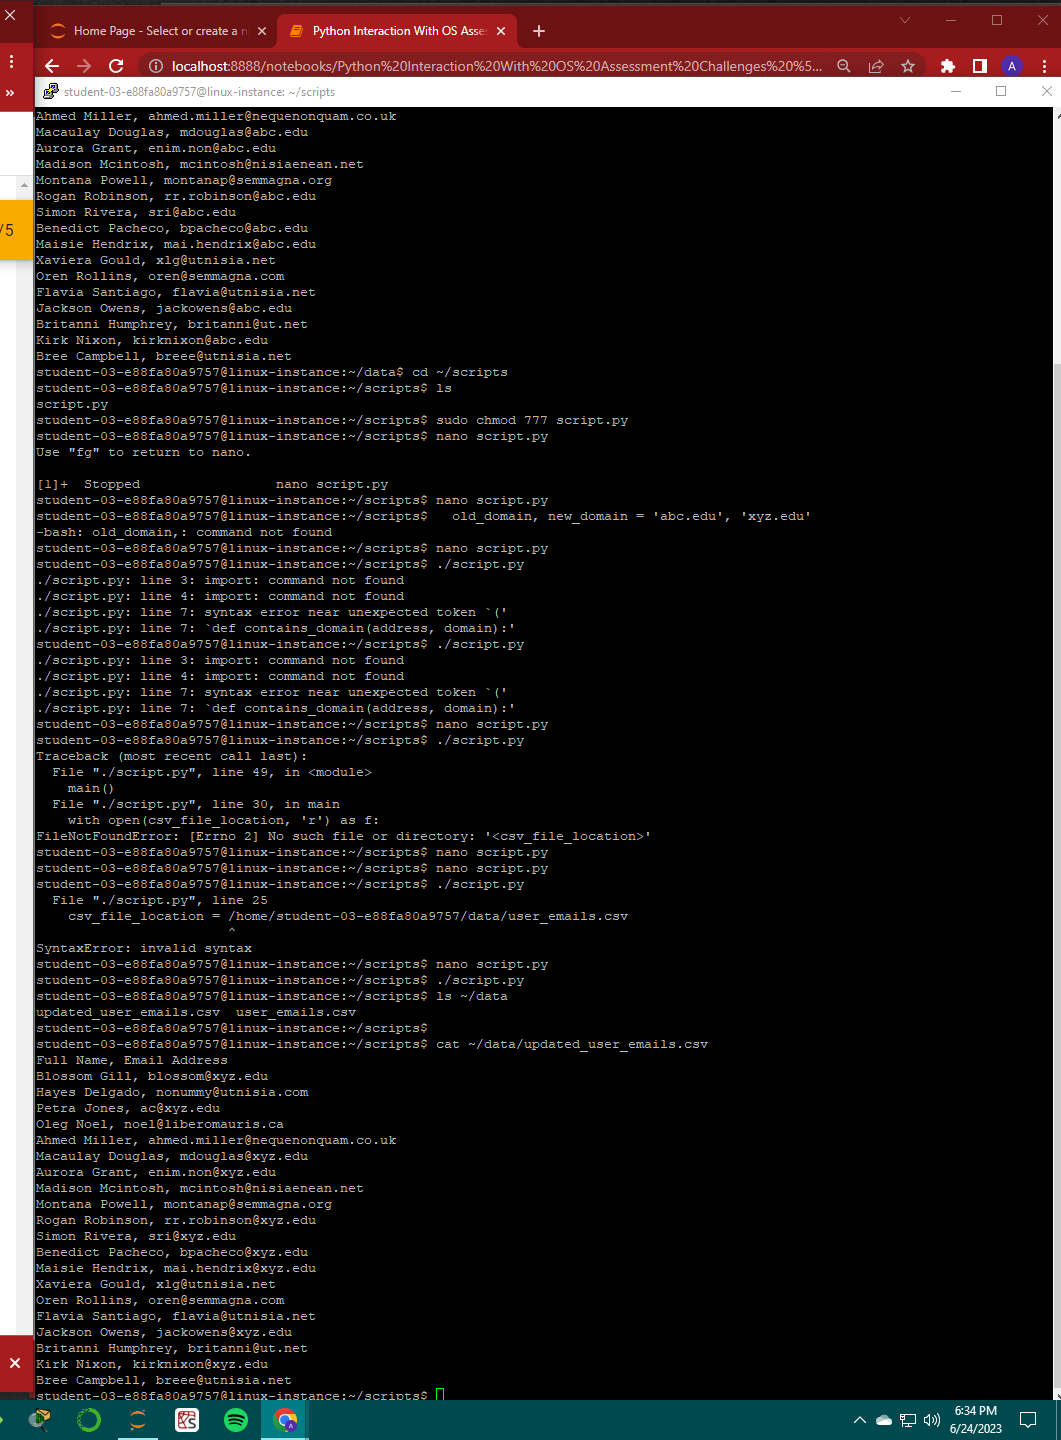 Home Page - Select or create a n
Python Interaction With OS Asse
localhost:8888/notebooks/Python%20Interaction%20With%20OS%20Assessment%20Challenges%20%5...
A
student-03-e88fa80a9757@linux-instance: ~/scripts
/5
Ahmed Miller, ahmed.miller@nequenonquam.co.uk
Macaulay Douglas, mdouglas@abc.edu
Aurora Grant, enim.non@abc.edu
Madison Mcintosh, mcintosh@nisiaenean.net
Montana Powell, montanap@semmagna.org
Rogan Robinson, rr.robinson@abc.edu
Simon Rivera, sri@abc.edu
Benedict Pacheco, bpacheco@abc.edu
Maisie Hendrix, mai.hendrix@abc.edu
Xaviera Gould, xlg@utnisia.net
Oren Rollins, oren@semmagna.com
Flavia Santiago, flavia@utnisia.net
Jackson Owens, jackowens@abc.edu
Britanni Humphrey, britanni@ut.net
Kirk Nixon, kirknixon@abc.edu
Bree Campbell, breee@utnisia.net
student-03-e88fa80a9757@linux-instance:~/data$ cd ~/scripts
student-03-e88fa80a9757@linux-instance:~/scripts$ ls
script.py
student-03-e88fa80a9757@linux-instance:~/scripts$ sudo chmod 777 script.py
student-03-e88fa80a9757@linux-instance:~/scripts$ nano script.py
Use "fg" to return to nano.
[1]+  Stopped                 nano script.py
student-03-e88fa80a9757@linux-instance:~/scripts$ nano script.py
student-03-e88fa80a9757@linux-instance:~/scripts$   old_domain, new_domain = 'abc.edu', 'xyz.edu'
-bash: old_domain,: command not found
student-03-e88fa80a9757@linux-instance:~/scripts$ nano script.py
student-03-e88fa80a9757@linux-instance:~/scripts$ ./script.py
./script.py: line 3: import: command not found
./script.py: line 4: import: command not found
./script.py: line 7: syntax error near unexpected token `('
./script.py: line 7: `def contains_domain(address, domain):'
student-03-e88fa80a9757@linux-instance:~/scripts$ ./script.py
./script.py: line 3: import: command not found
./script.py: line 4: import: command not found
./script.py: line 7: syntax error near unexpected token `('
./script.py: line 7: `def contains_domain(address, domain):'
student-03-e88fa80a9757@linux-instance:~/scripts$ nano script.py
student-03-e88fa80a9757@linux-instance:~/scripts$ ./script.py
Traceback (most recent call last):
  File "./script.py", line 49, in <module>
    main()
  File "./script.py", line 30, in main
    with open(csv_file_location, 'r') as f:
FileNotFoundError: [Errno 2] No such file or directory: '<csv_file_location>'
student-03-e88fa80a9757@linux-instance:~/scripts$ nano script.py
student-03-e88fa80a9757@linux-instance:~/scripts$ nano script.py
student-03-e88fa80a9757@linux-instance:~/scripts$ ./script.py
  File "./script.py", line 25
    csv_file_location = /home/student-03-e88fa80a9757/data/user_emails.csv
                        ^
SyntaxError: invalid syntax
student-03-e88fa80a9757@linux-instance:~/scripts$ nano script.py
student-03-e88fa80a9757@linux-instance:~/scripts$ ./script.py
student-03-e88fa80a9757@linux-instance:~/scripts$ ls ~/data
updated_user_emails.csv  user_emails.csv
student-03-e88fa80a9757@linux-instance:~/scripts$
student-03-e88fa80a9757@linux-instance:~/scripts$ cat ~/data/updated_user_emails.csv
Full Name, Email Address
Blossom Gill, blossom@xyz.edu
Hayes Delgado, nonummy@utnisia.com
Petra Jones, ac@xyz.edu
Oleg Noel, noel@liberomauris.ca
Ahmed Miller, ahmed.miller@nequenonquam.co.uk
Macaulay Douglas, mdouglas@xyz.edu
Aurora Grant, enim.non@xyz.edu
Madison Mcintosh, mcintosh@nisiaenean.net
Montana Powell, montanap@semmagna.org
Rogan Robinson, rr.robinson@xyz.edu
Simon Rivera, sri@xyz.edu
Benedict Pacheco, bpacheco@xyz.edu
Maisie Hendrix, mai.hendrix@xyz.edu
Xaviera Gould, xlg@utnisia.net
Oren Rollins, oren@semmagna.com
Flavia Santiago, flavia@utnisia.net
Jackson Owens, jackowens@xyz.edu
Britanni Humphrey, britanni@ut.net
Kirk Nixon, kirknixon@xyz.edu
Bree Campbell, breee@utnisia.net
student-03-e88fa80a9757@linux-instance:~/scripts$
6:34 PM
6/24/2023